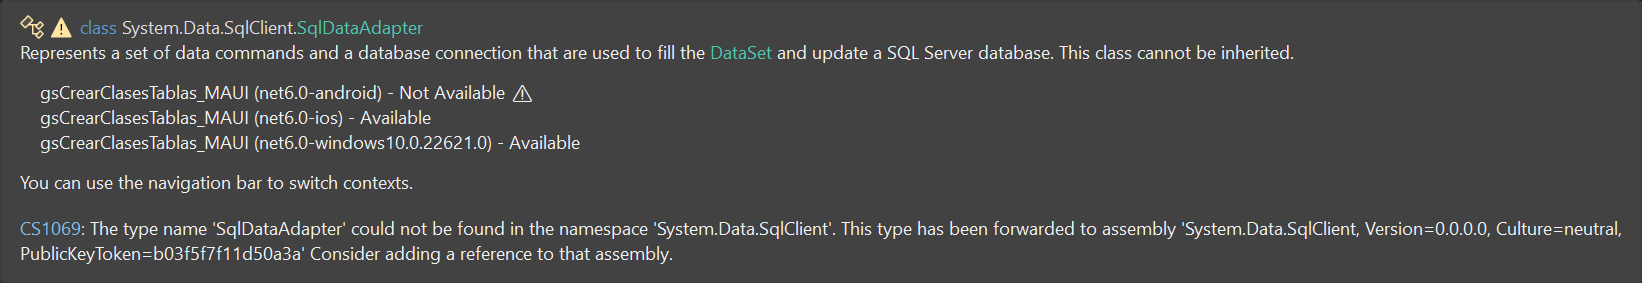 class System.Data.SqlClient.SqlDataAdapter
Represents a set of data commands and a database connection that are used to fill the DataSet and update a SQL Server database. This class cannot be inherited.
gsCrearClasesTablas_MAUI (net6.0-android) - Not Available
gsCrearClasesTablas_MAUI (net6.0-ios) - Available
gsCrearClasesTablas_MAUI (net6.0-windows10.0.22621.0) - Available
You can use the navigation bar to switch contexts.
CS1069: The type name 'SqlDataAdapter' could not be found in the namespace 'System.Data.SqlClient'. This type has been forwarded to assembly 'System.Data.SqlClient, Version=0.0.0.0, Culture=neutral,
PublicKeyToken=b03f5f7f11d50a3a' Consider adding a reference to that assembly.